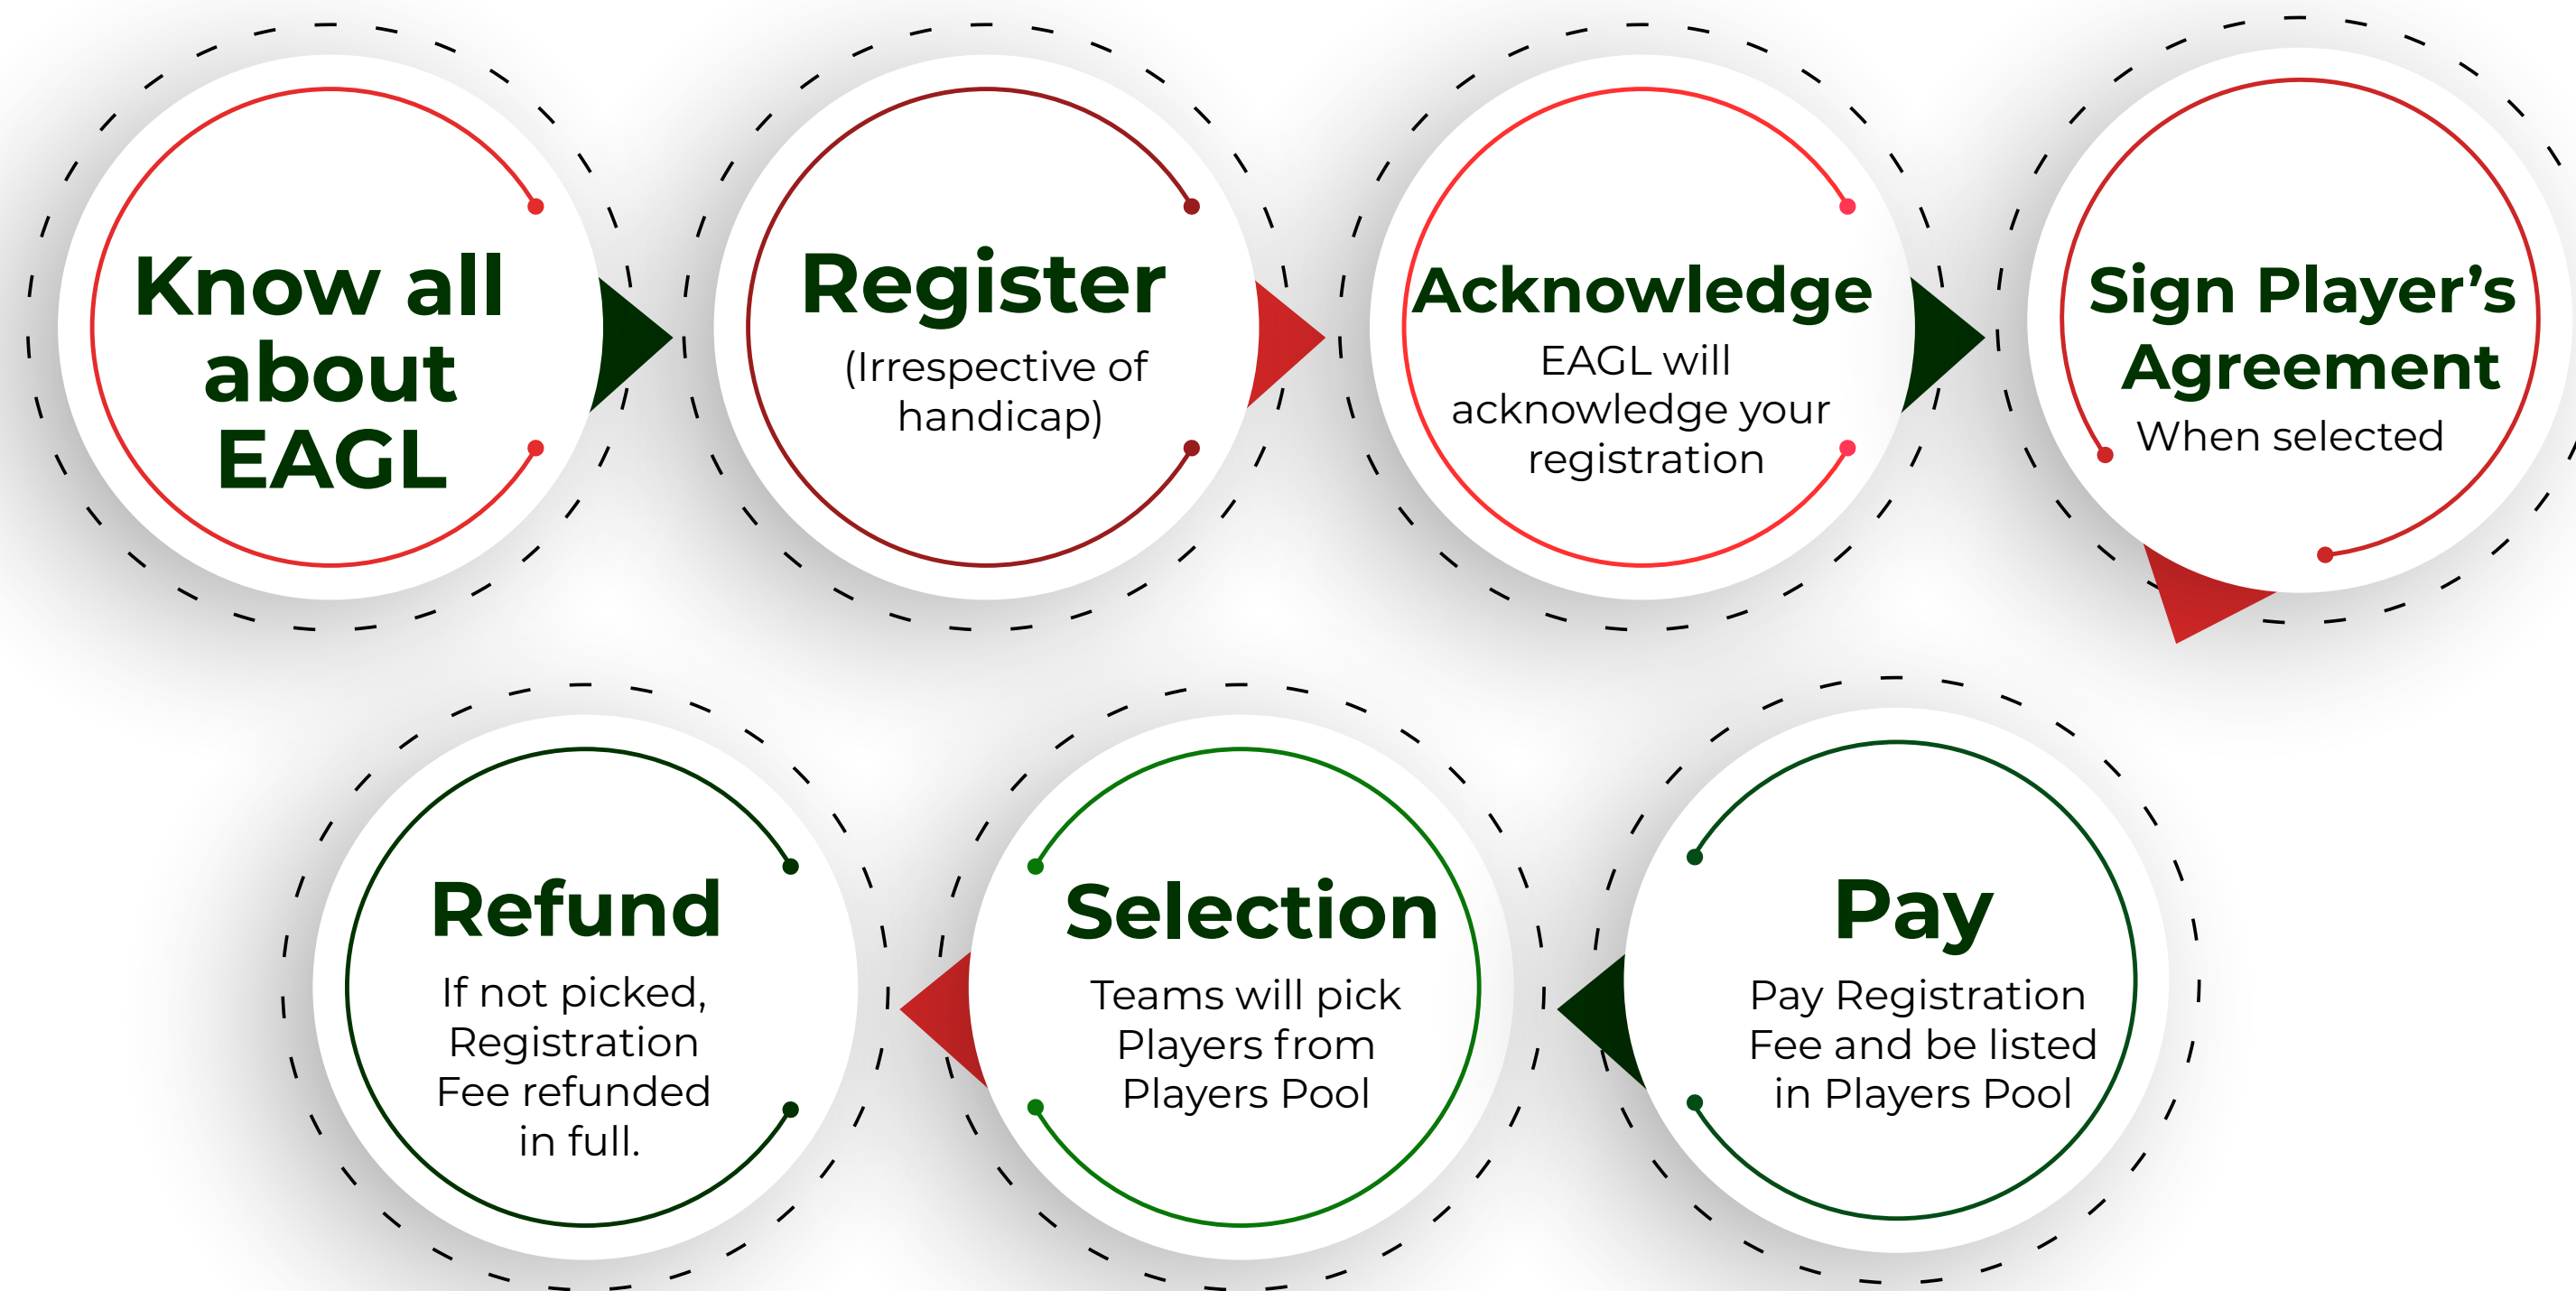 Know all
about
EAGL
Register
(Irrespective of
handicap)
Acknowledge
EAGL will
acknowledge your
registration
Sign Player’s
Agreement
When selected
Pay
Pay Registration
Fee and be listed
in Players Pool
Selection
Teams will pick
Players from
Players Pool
Refund
If not picked,
Registration
Fee refunded
in full.